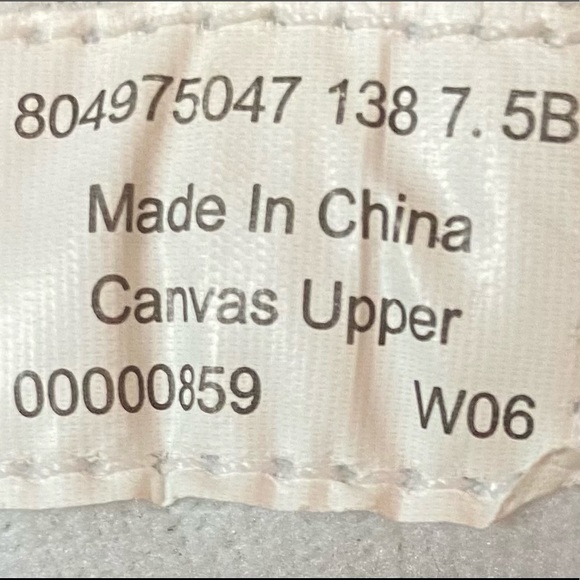 804975047 138 7. 5B
Made In China
Canvas Upper
00000859 W06